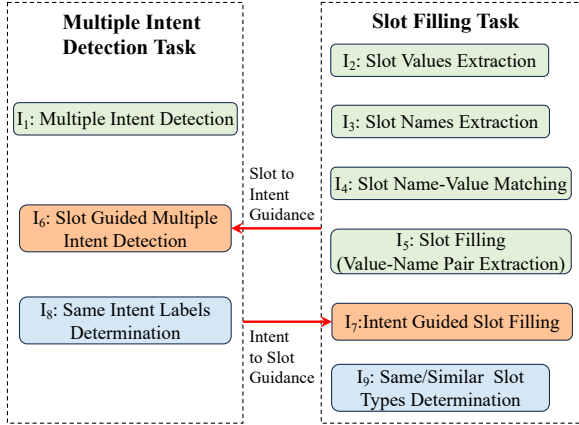 Multiple Intent
Detection Task
I₁: Multiple Intent Detection
I₆: Slot Guided Multiple
Intent Detection
I₈: Same Intent Labels
Determination
Slot to
Intent
Guidance
Intent
to Slot
Guidance
Slot Filling Task
I₂: Slot Values Extraction
I₃: Slot Names Extraction
I₄: Slot Name-Value Matching
I₅: Slot Filling
(Value-Name Pair Extraction)
I₇:Intent Guided Slot Filling
I₉: Same/Similar Slot
Types Determination